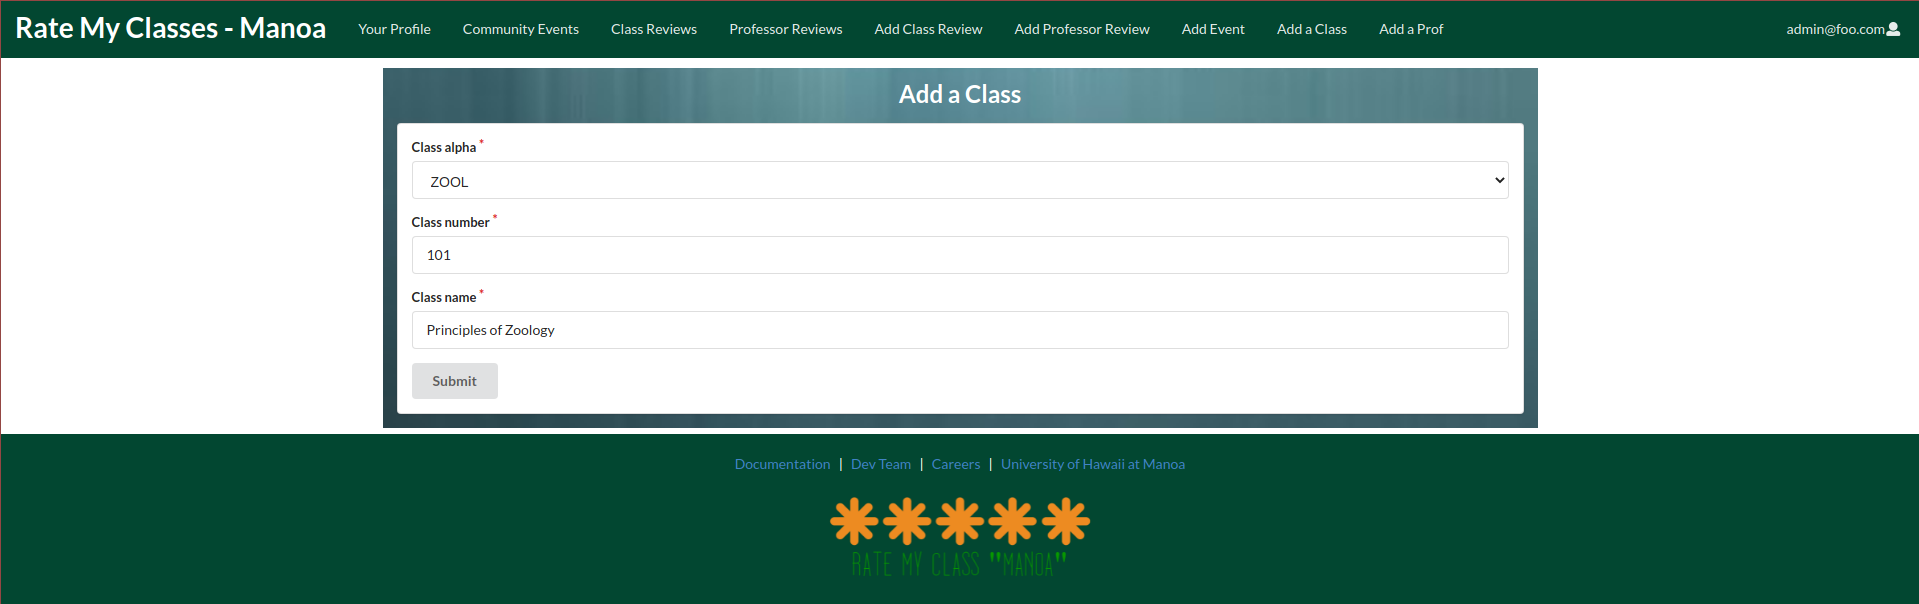 Rate My Classes - Manoa Your Profile Community Events Class Reviews Professor Reviews Add Class Review Add Professor Review Add Event Add a Class Add a Prof admin@foo.com
Add a Class
Class alpha *
ZOOL
Class number *
101
Class name *
Principles of Zoology
Submit
Documentation | Dev Team | Careers | University of Hawaii at Manoa
RATE MY CLASS "MANOA"